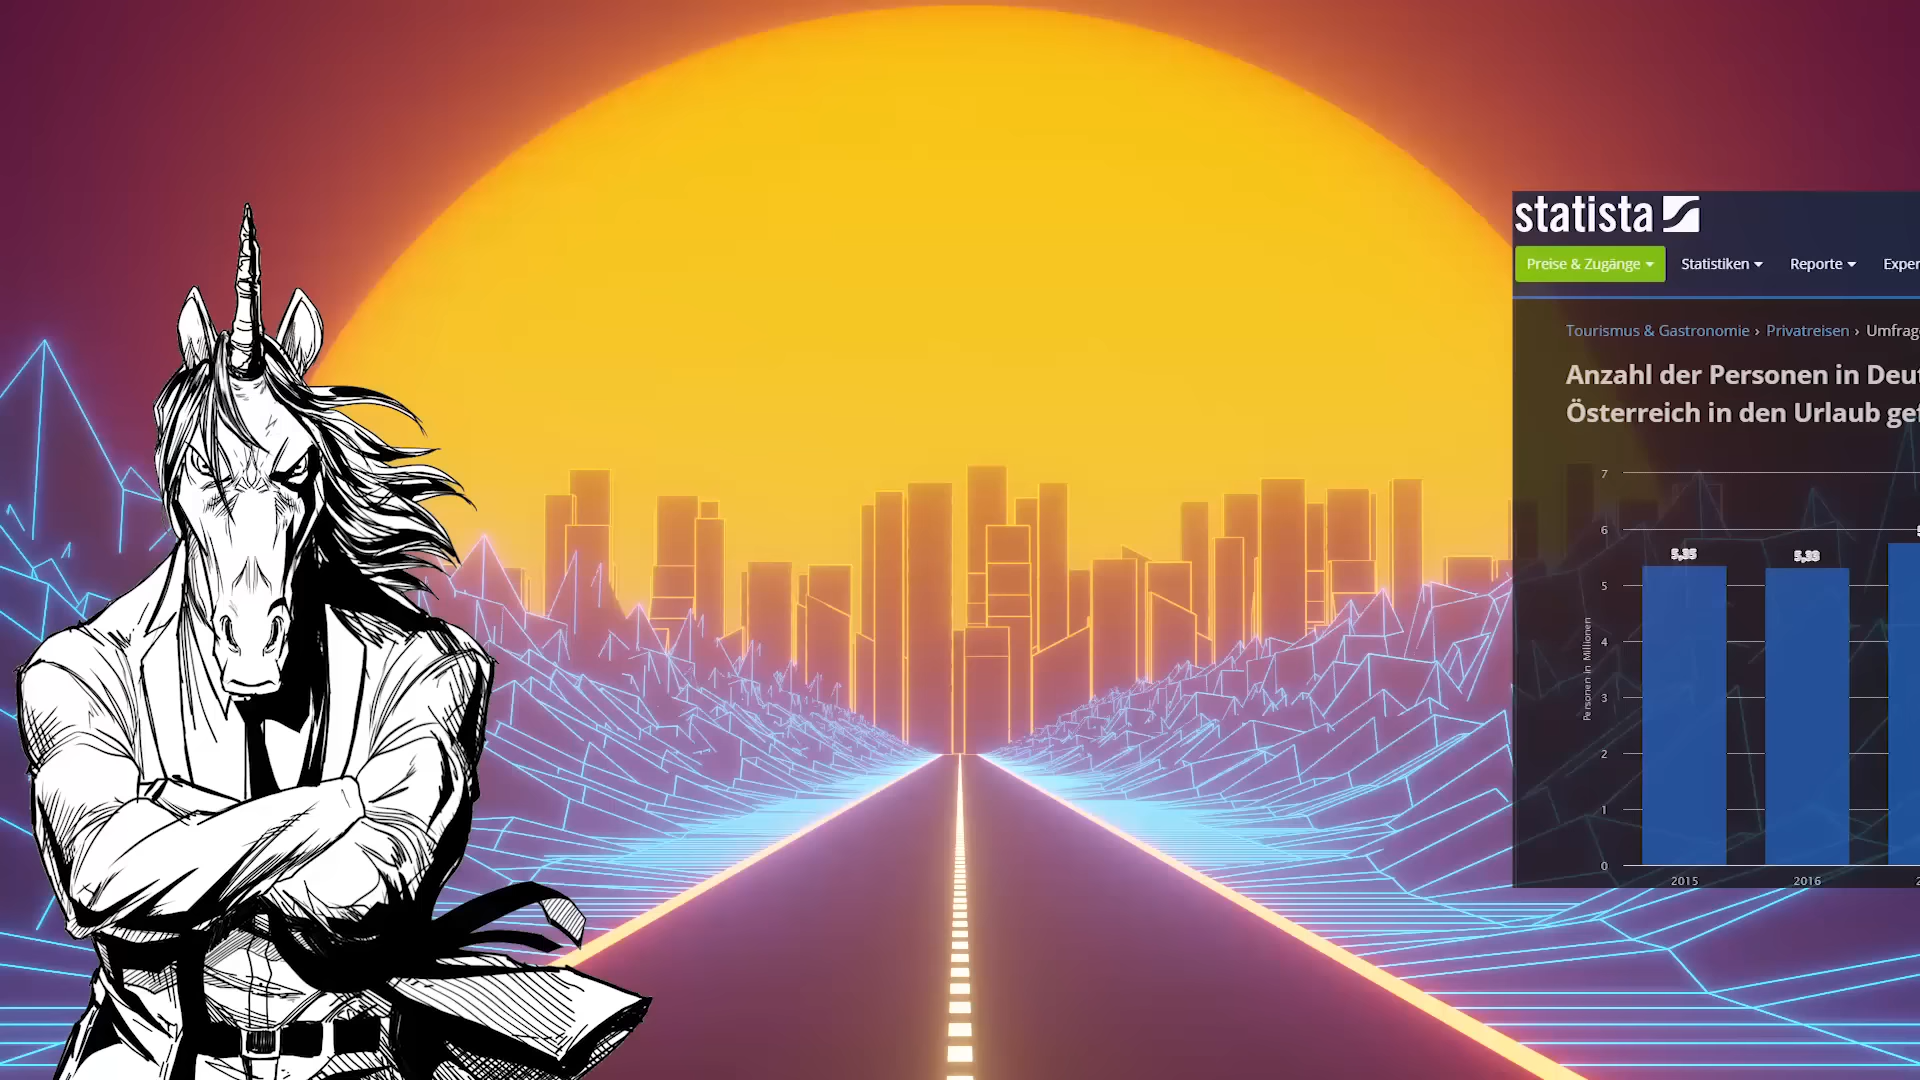 statista
Preise & Zugänge Statistiken Reporte Exper
Tourismus & Gastronomie › Privatreisen › Umfrag
Anzahl der Personen in Deut
Österreich in den Urlaub gef
7
6
5,35 5,33
5
4
Personen in Millionen
3
2
1
0
2015 2016